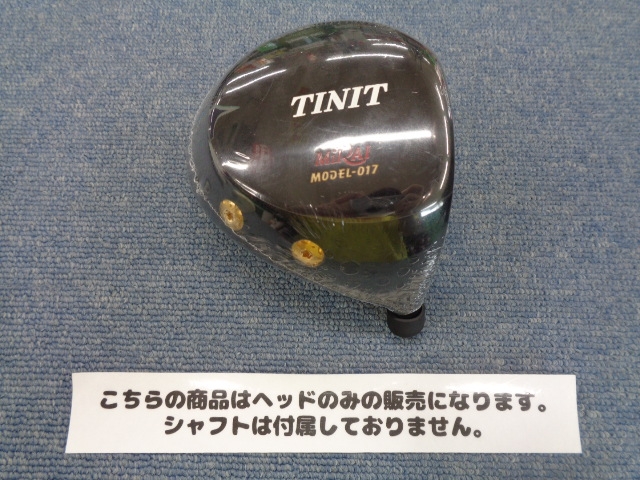 TINIT
MODEL-017
こちらの商品はヘッドのみの販売になります。
シャフトは付属しておりません。